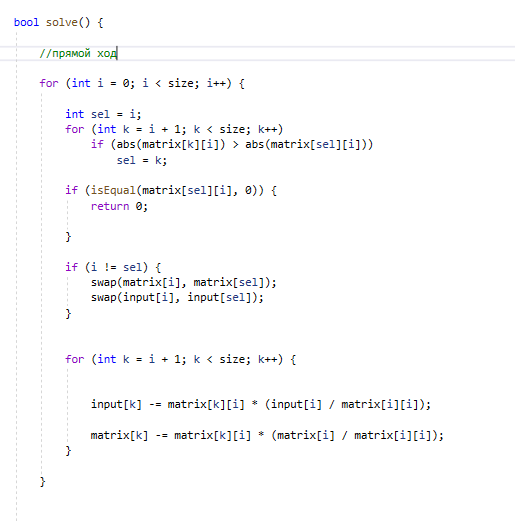 bool solve() {
//прямой ход
for (int i = 0; i < size; i++) {
int sel = i;
for (int k = i + 1; k < size; k++)
if (abs(matrix[k][i]) > abs(matrix[sel][i]))
sel = k;
if (isEqual(matrix[sel][i], 0)) {
return 0;
}
if (i != sel) {
swap(matrix[i], matrix[sel]);
swap(input[i], input[sel]);
}
for (int k = i + 1; k < size; k++) {
input[k] -= matrix[k][i] * (input[i] / matrix[i][i]);
matrix[k] -= matrix[k][i] * (matrix[i] / matrix[i][i]);
}
}